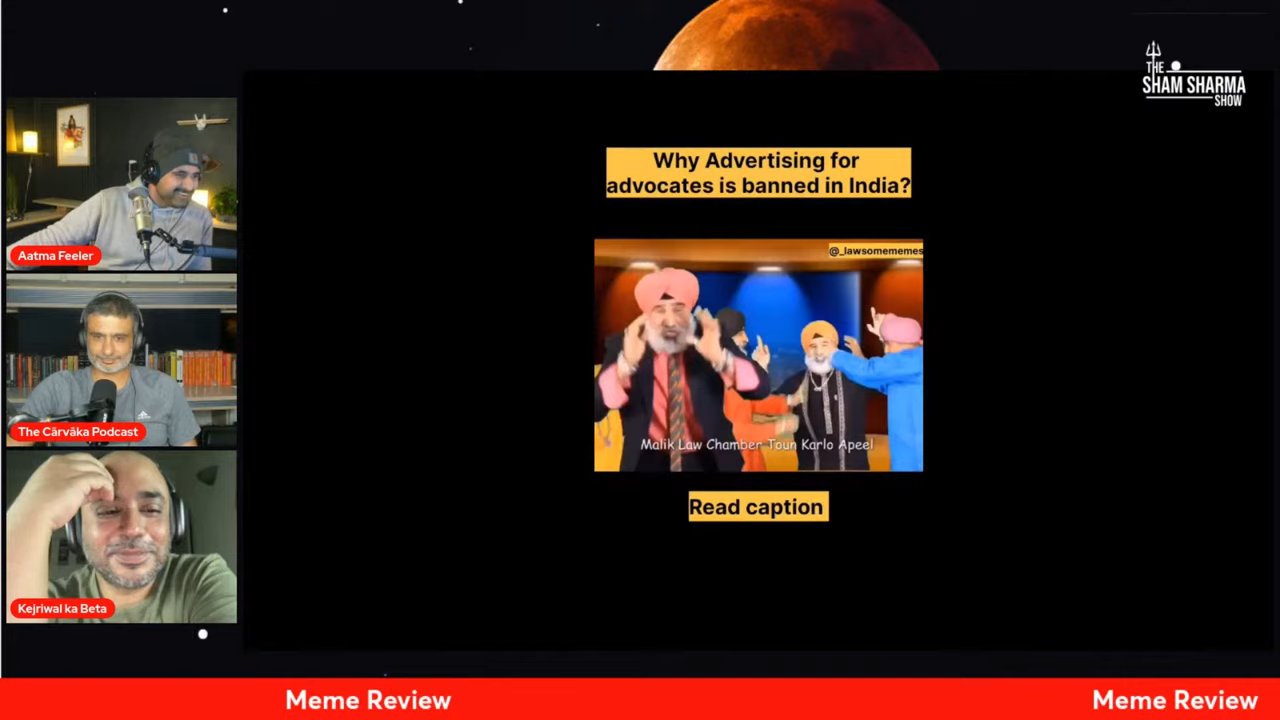 THE
SHAM SHARMA
SHOW
Why Advertising for
advocates is banned in India?
@_lawsomememes
Malik Law Chamber Toun Karlo Apeel
Read caption
Aatma Feeler
The Cārvāka Podcast
Kejriwal ka Beta
Meme Review
Meme Review